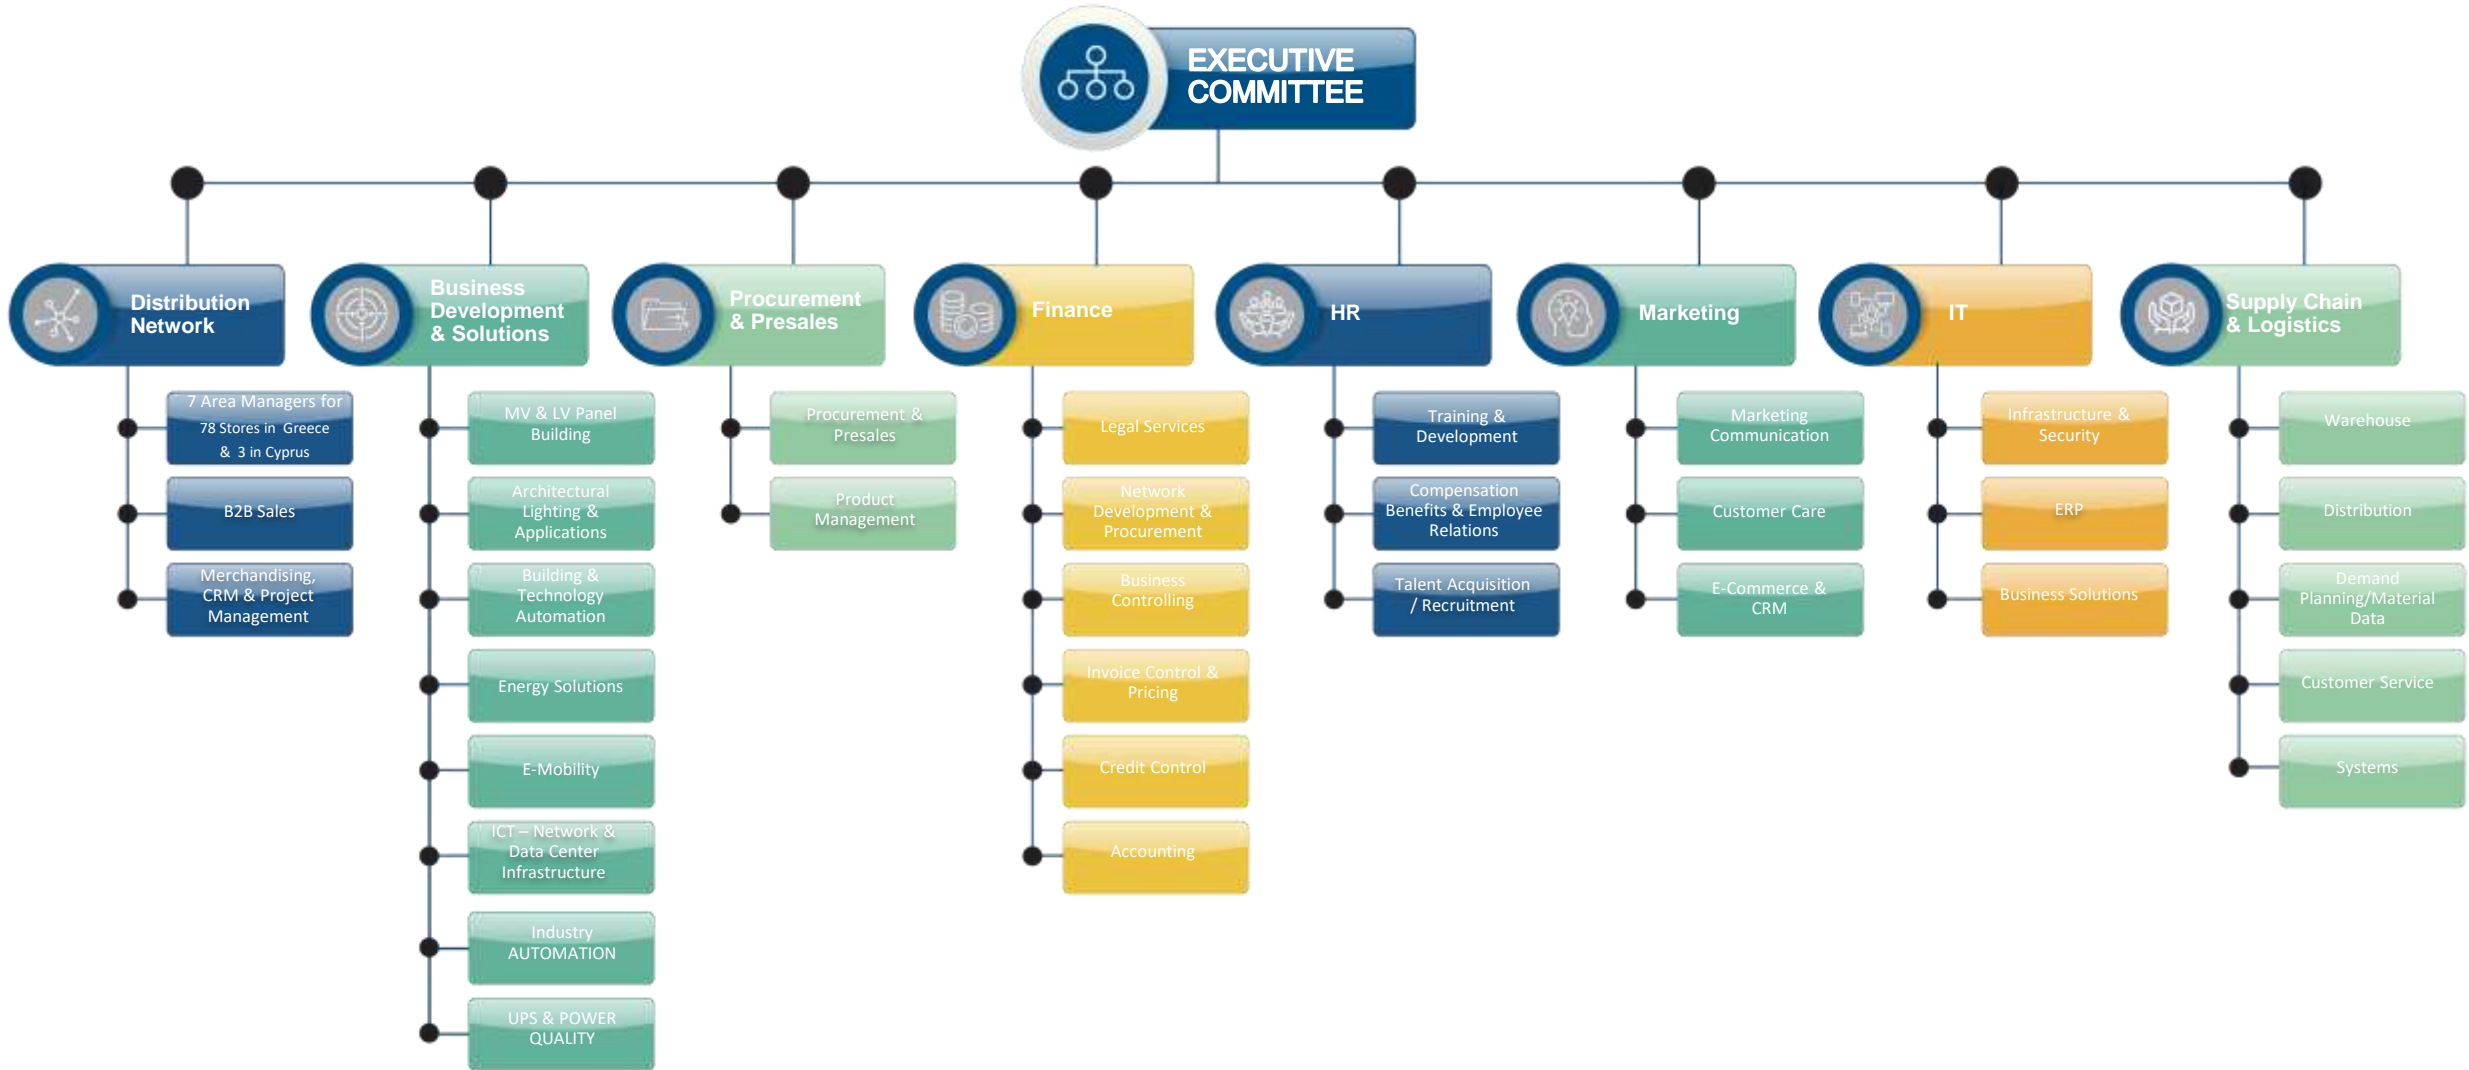 EXECUTIVE
COMMITTEE
Distribution
Network
7 Area Managers for
78 Stores in Greece
& 3 in Cyprus
B2B Sales
Merchandising,
CRM & Project
Management
Business
Development
& Solutions
MV & LV Panel
Building
Architectural
Lighting &
Applications
Building &
Technology
Automation
Energy Solutions
E-Mobility
ICT – Network &
Data Center
Infrastructure
Industry
AUTOMATION
UPS & POWER
QUALITY
Procurement
& Presales
Procurement &
Presales
Product
Management
Finance
Legal Services
Network
Development &
Procurement
Business
Controlling
Invoice Control &
Pricing
Credit Control
Accounting
HR
Training &
Development
Compensation
Benefits & Employee
Relations
Talent Acquisition
/ Recruitment
Marketing
Marketing
Communication
Customer Care
E-Commerce &
CRM
IT
Infrastructure &
Security
ERP
Business Solutions
Supply Chain
& Logistics
Warehouse
Distribution
Demand
Planning/Material
Data
Customer Service
Systems